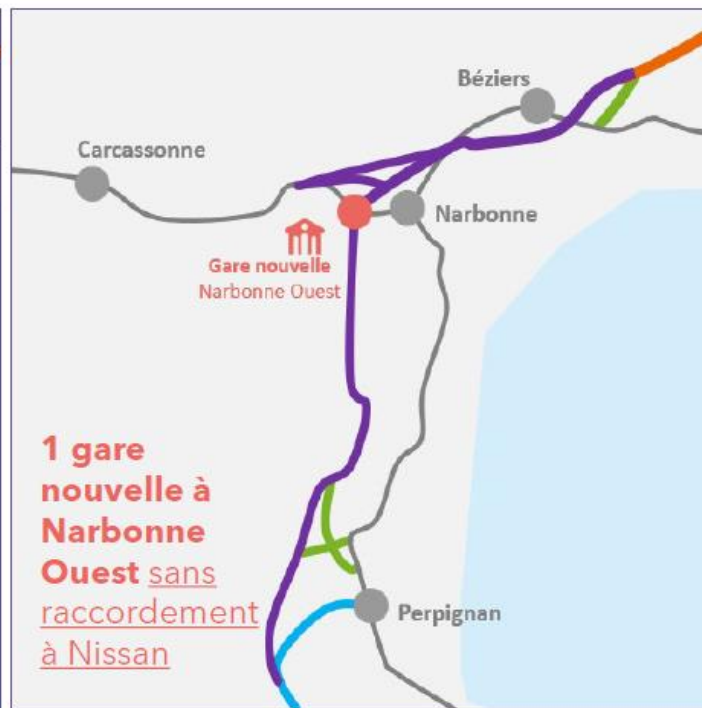 Béziers
Carcassonne
Narbonne
Gare nouvelle
Narbonne Ouest
1 gare
nouvelle à
Narbonne
Ouest sans
raccordement
à Nissan
Perpignan